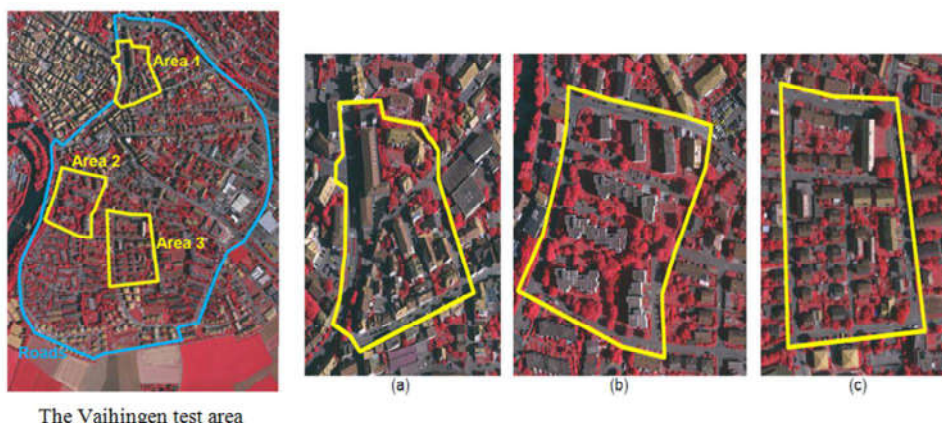 Area 1
Area 2
Area 3
Roads
The Vaihingen test area
(a)
(b)
(c)